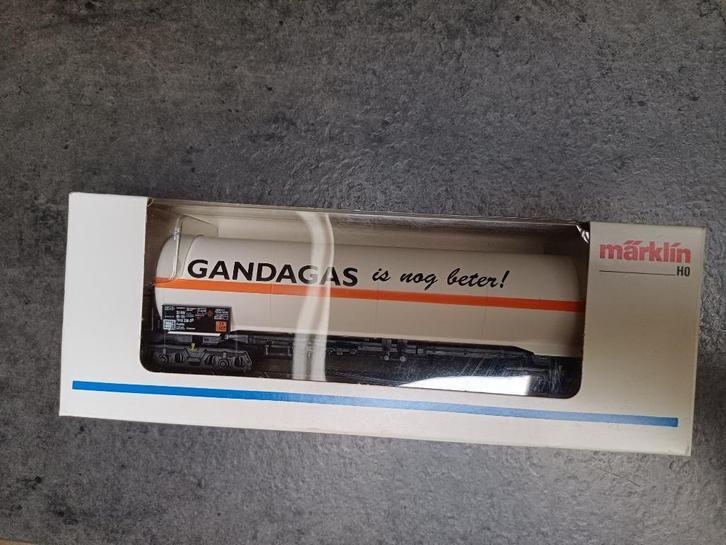 märklin
H0
GANDAGAS is nog beter!